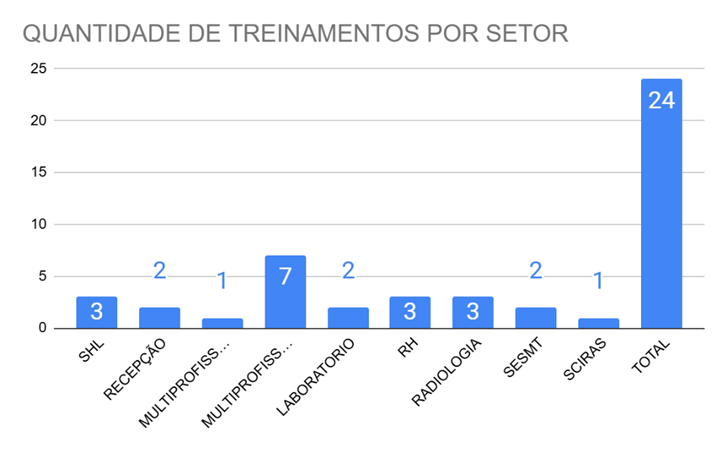 QUANTIDADE DE TREINAMENTOS POR SETOR
25
20
15
10
5
0
3
2
1
7
2
3
3
2
1
24
SHL
RECEPÇÃO
MULTIPROFISS...
MULTIPROFISS...
LABORATORIO
RH
RADIOLOGIA
SESMT
SCIRAS
TOTAL